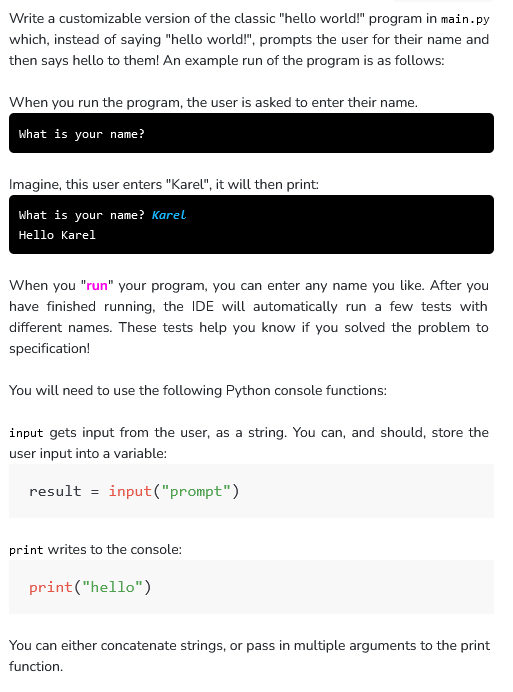 Write a customizable version of the classic "hello world!" program in main.py
which, instead of saying "hello world!", prompts the user for their name and
then says hello to them! An example run of the program is as follows:
When you run the program, the user is asked to enter their name.
What is your name?
Imagine, this user enters "Karel", it will then print:
What is your name? Karel
Hello Karel
When you "run" your program, you can enter any name you like. After you
have finished running, the IDE will automatically run a few tests with
different names. These tests help you know if you solved the problem to
specification!
You will need to use the following Python console functions:
input gets input from the user, as a string. You can, and should, store the
user input into a variable:
result = input("prompt")
print writes to the console:
print("hello")
You can either concatenate strings, or pass in multiple arguments to the print
function.